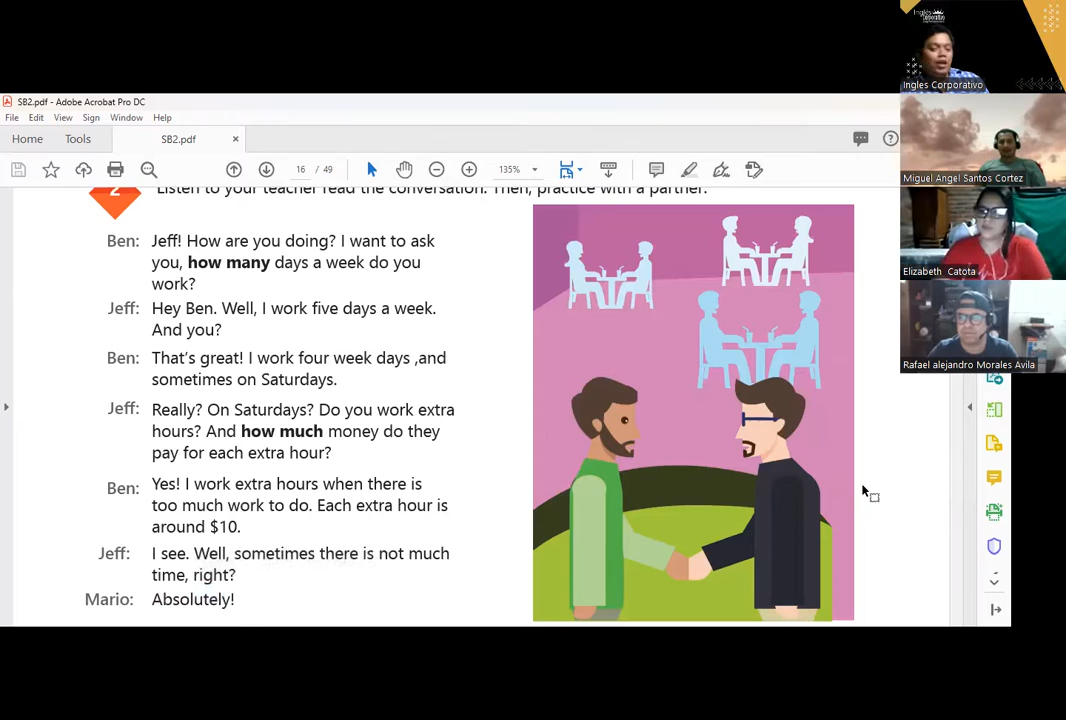 Inglés
Corporativo
Ingles Corporativo
SB2.pdf - Adobe Acrobat Pro DC
File Edit View Sign Window Help
Home Tools SB2.pdf ×
16 / 49 135%
Miguel Angel Santos Cortez
2 Listen to your teacher read the conversation. Then, practice with a partner.
Ben: Jeff! How are you doing? I want to ask
you, how many days a week do you
work?
Jeff: Hey Ben. Well, I work five days a week.
And you?
Ben: That's great! I work four week days ,and
sometimes on Saturdays.
Jeff: Really? On Saturdays? Do you work extra
hours? And how much money do they
pay for each extra hour?
Ben: Yes! I work extra hours when there is
too much work to do. Each extra hour is
around $10.
Jeff: I see. Well, sometimes there is not much
time, right?
Mario: Absolutely!
Elizabeth Catota
Rafael alejandro Morales Avila